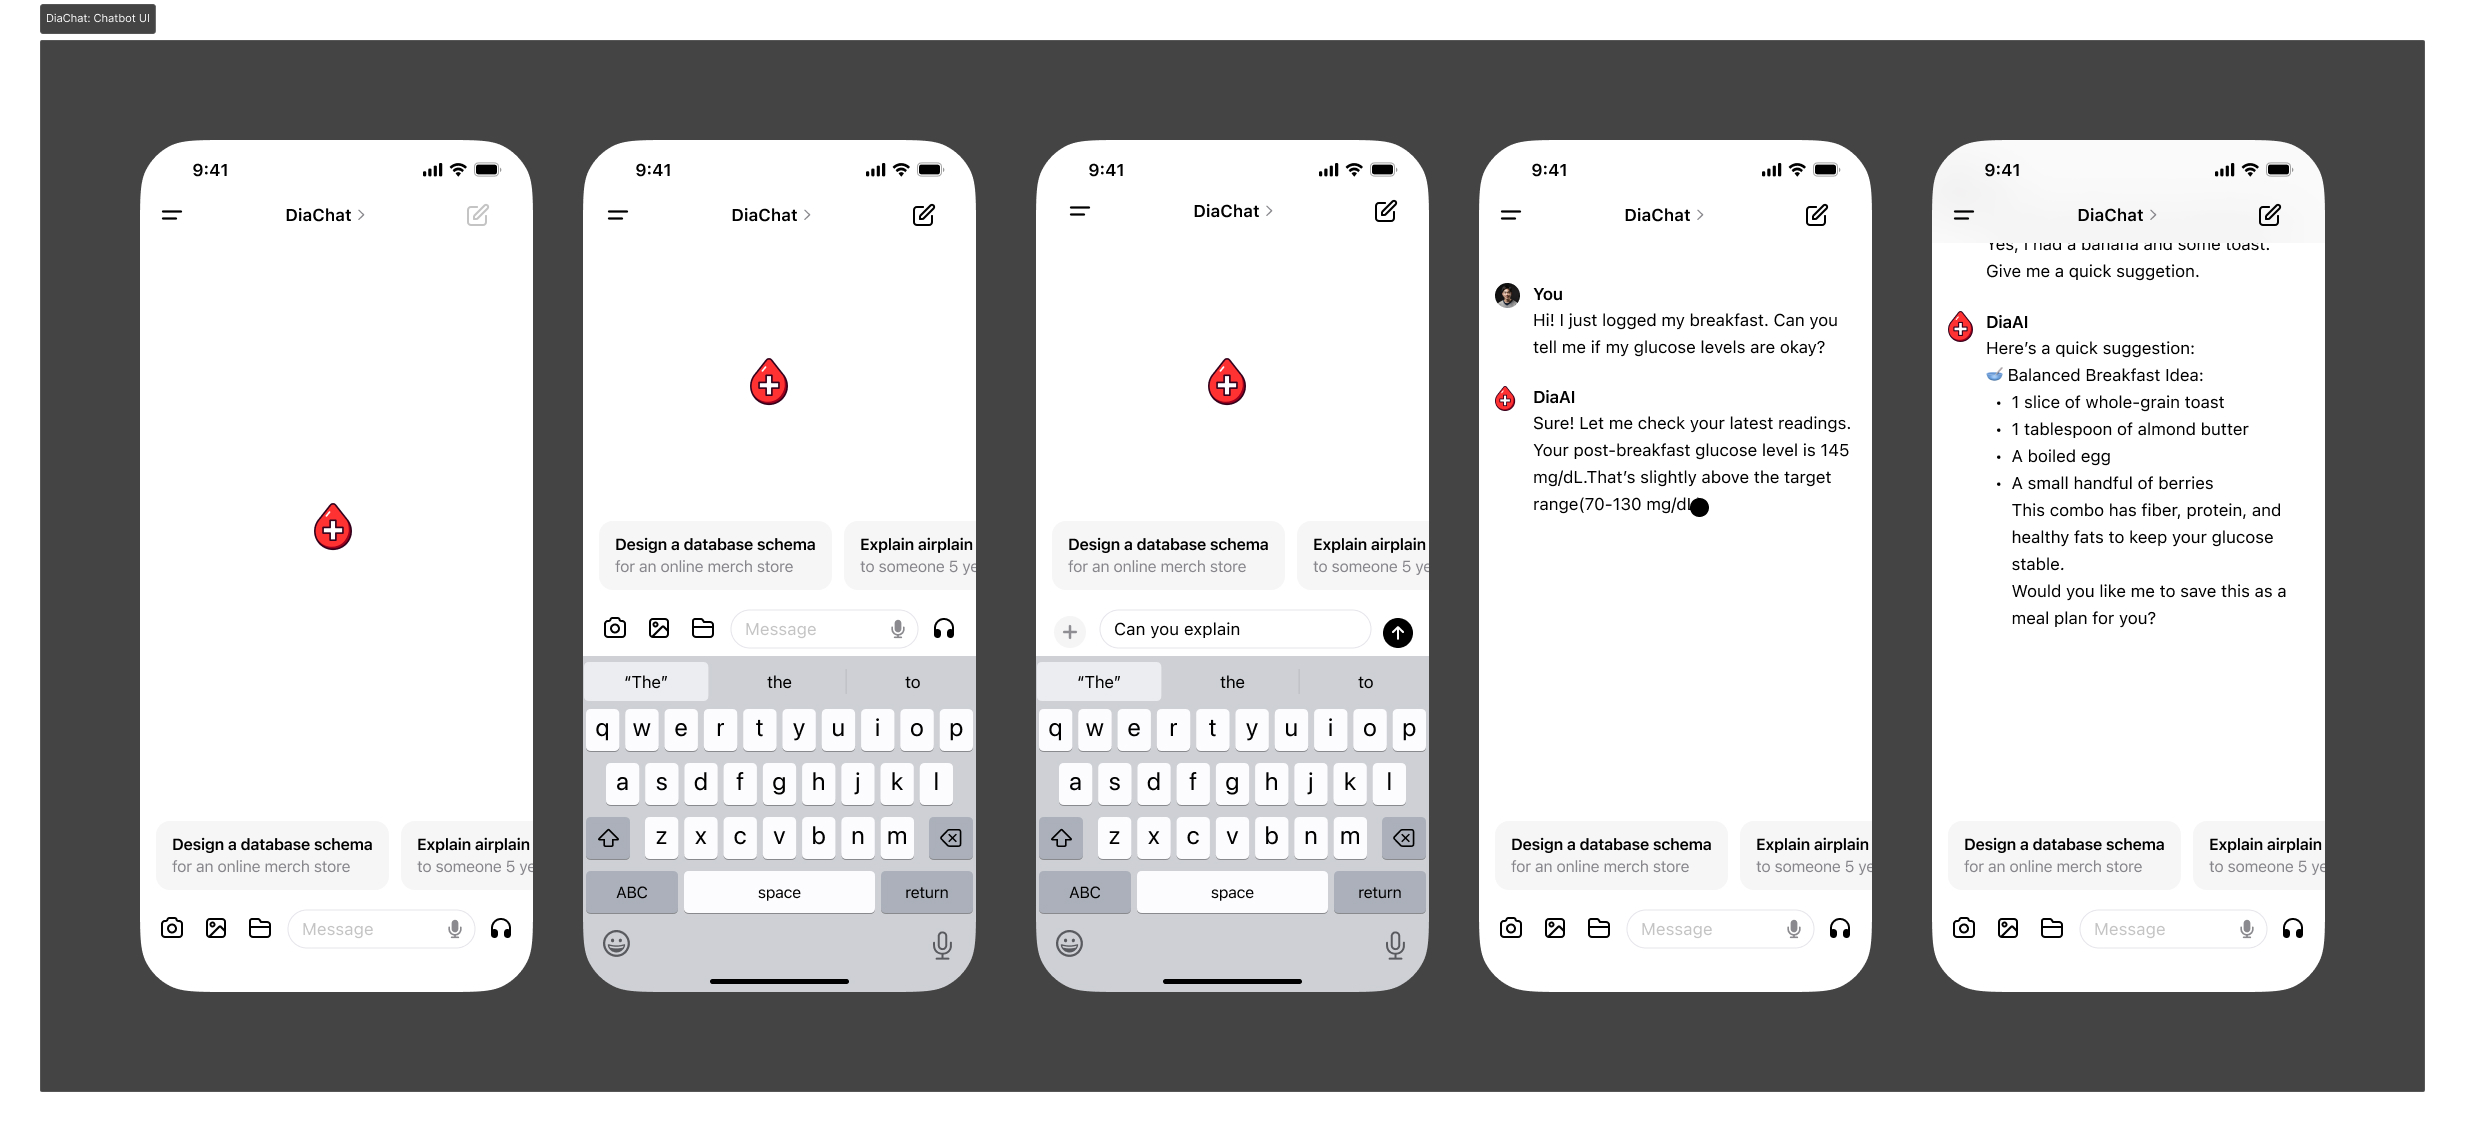 DiaChat: Chatbot UI
9:41
DiaChat
Design a database schema
for an online merch store
Explain airplain
to someone 5 ye
Message
9:41
DiaChat
Design a database schema
for an online merch store
Explain airplain
to someone 5 ye
Message
“The”
the
to
q w e r t y u i o p
a s d f g h j k l
z x c v b n m
ABC
space
return
9:41
DiaChat
Design a database schema
for an online merch store
Explain airplain
to someone 5 ye
Can you explain
“The”
the
to
q w e r t y u i o p
a s d f g h j k l
z x c v b n m
ABC
space
return
9:41
DiaChat
You
Hi! I just logged my breakfast. Can you
tell me if my glucose levels are okay?
DiaAI
Sure! Let me check your latest readings.
Your post-breakfast glucose level is 145
mg/dL.That’s slightly above the target
range(70-130 mg/dL
Design a database schema
for an online merch store
Explain airplain
to someone 5 ye
Message
9:41
DiaChat
Yes, I had a banana and some toast.
Give me a quick suggetion.
DiaAI
Here’s a quick suggestion:
🥣 Balanced Breakfast Idea:
• 1 slice of whole-grain toast
• 1 tablespoon of almond butter
• A boiled egg
• A small handful of berries
This combo has fiber, protein, and
healthy fats to keep your glucose
stable.
Would you like me to save this as a
meal plan for you?
Design a database schema
for an online merch store
Explain airplain
to someone 5 ye
Message